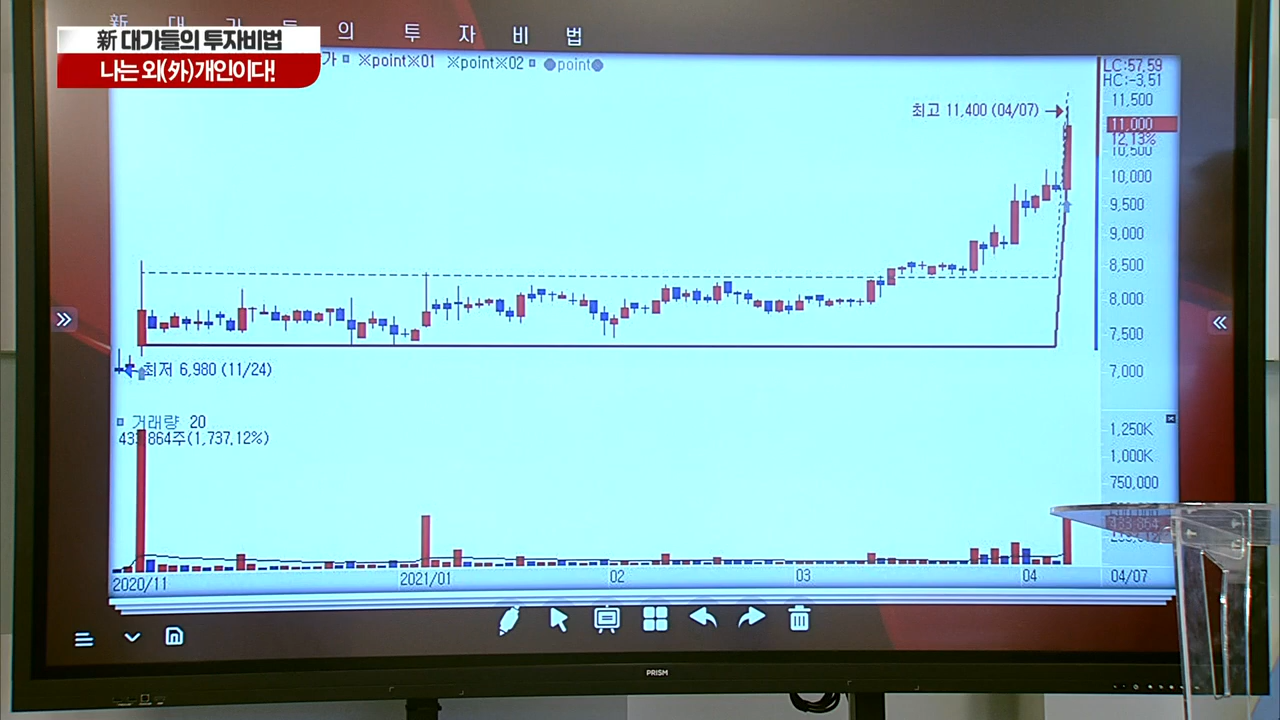 新 대 가 들 의 투 자 비 법
新 대가들의 투자비법
나는 외(外)개인이다!
가 ※point※01 ※point※02 ●point●
LC:57.59
HC:-3.51
최고 11,400 (04/07)
11,500
11,000
12.13%
10,500
10,000
9,500
9,000
8,500
8,000
7,500
7,000
최저 6,980 (11/24)
거래량 20
433,864주(1,737.12%)
1,250K
1,000K
750,000
433,864
2020/11 2021/01 02 03 04 04/07
PRISM